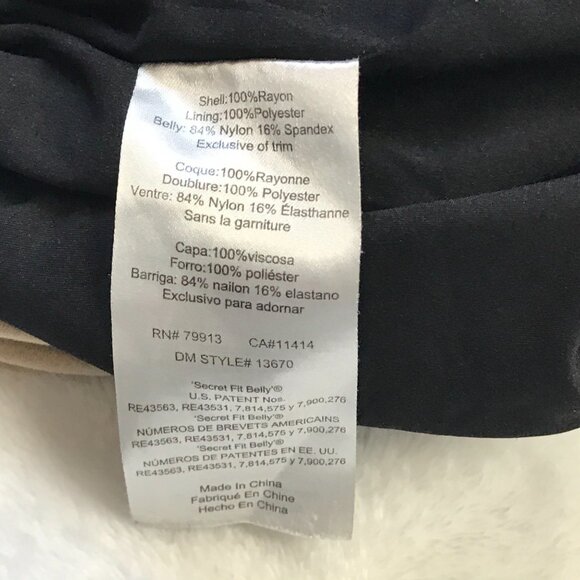 Shell:100%Rayon
Lining:100%Polyester
Belly: 84% Nylon 16% Spandex
Exclusive of trim
Coque:100%Rayonne
Doublure:100% Polyester
Ventre: 84% Nylon 16% Élasthanne
Sans la garniture
Capa:100%viscosa
Forro:100% poliéster
Barriga: 84% nailon 16% elastano
Exclusivo para adornar
RN# 79913 CA#11414
DM STYLE# 13670
'Secret Fit Belly'®
U.S. PATENT Nos.
RE43563, RE43531, 7,814,575 y 7,900,276
'Secret Fit Belly'®
NÚMEROS DE BREVETS AMERICAINS
RE43563, RE43531, 7,814,575 y 7,900,276
'Secret Fit Belly'®
NÚMEROS DE PATENTES EN EE. UU.
RE43563, RE43531, 7,814,575 y 7,900,276
Made In China
Fabriqué En Chine
Hecho En China